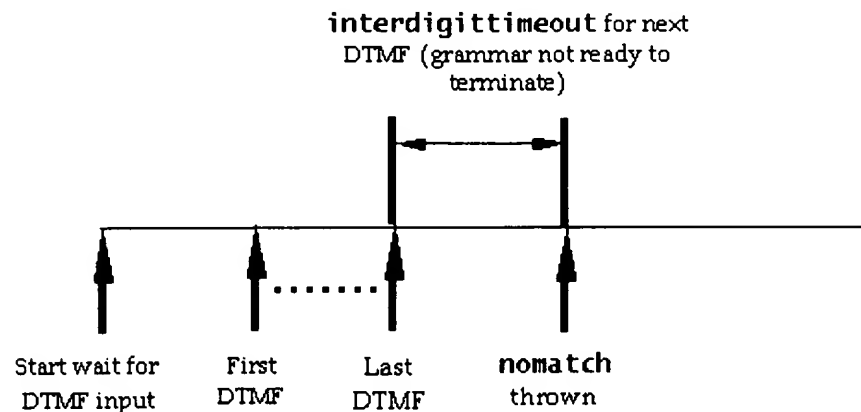 interdigittimeout for next
DTMF (grammar not ready to
terminate)
Start wait for
DTMF input
First
DTMF
Last
DTMF
nomatch
thrown